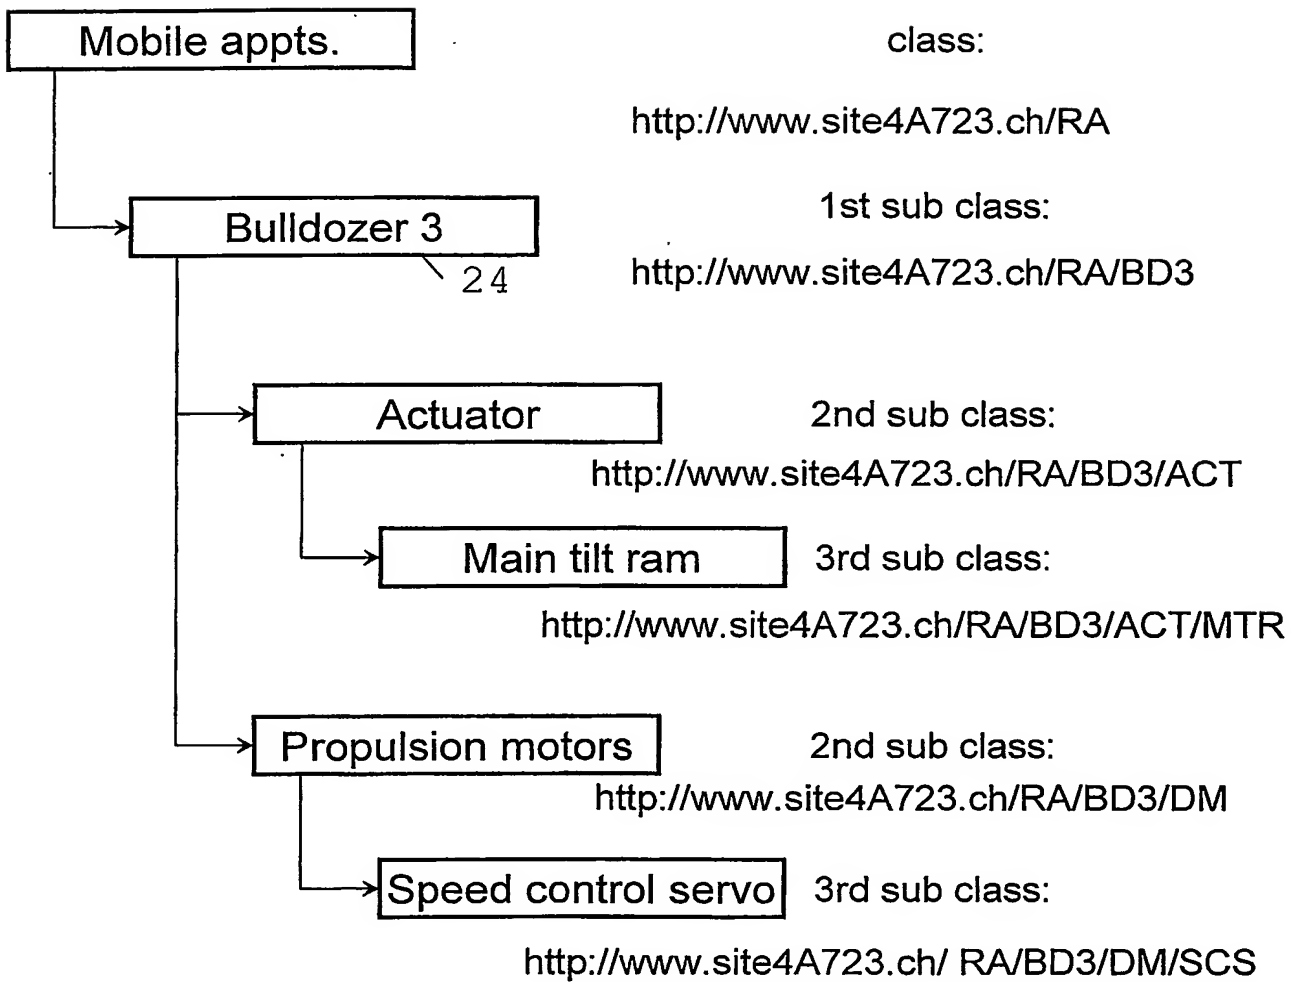 Mobile appts.
class:
http://www.site4A723.ch/RA
Bulldozer 3
1st sub class:
24
http://www.site4A723.ch/RA/BD3
Actuator
2nd sub class:
http://www.site4A723.ch/RA/BD3/ACT
Main tilt ram
3rd sub class:
http://www.site4A723.ch/RA/BD3/ACT/MTR
Propulsion motors
2nd sub class:
http://www.site4A723.ch/RA/BD3/DM
Speed control servo
3rd sub class:
http://www.site4A723.ch/ RA/BD3/DM/SCS